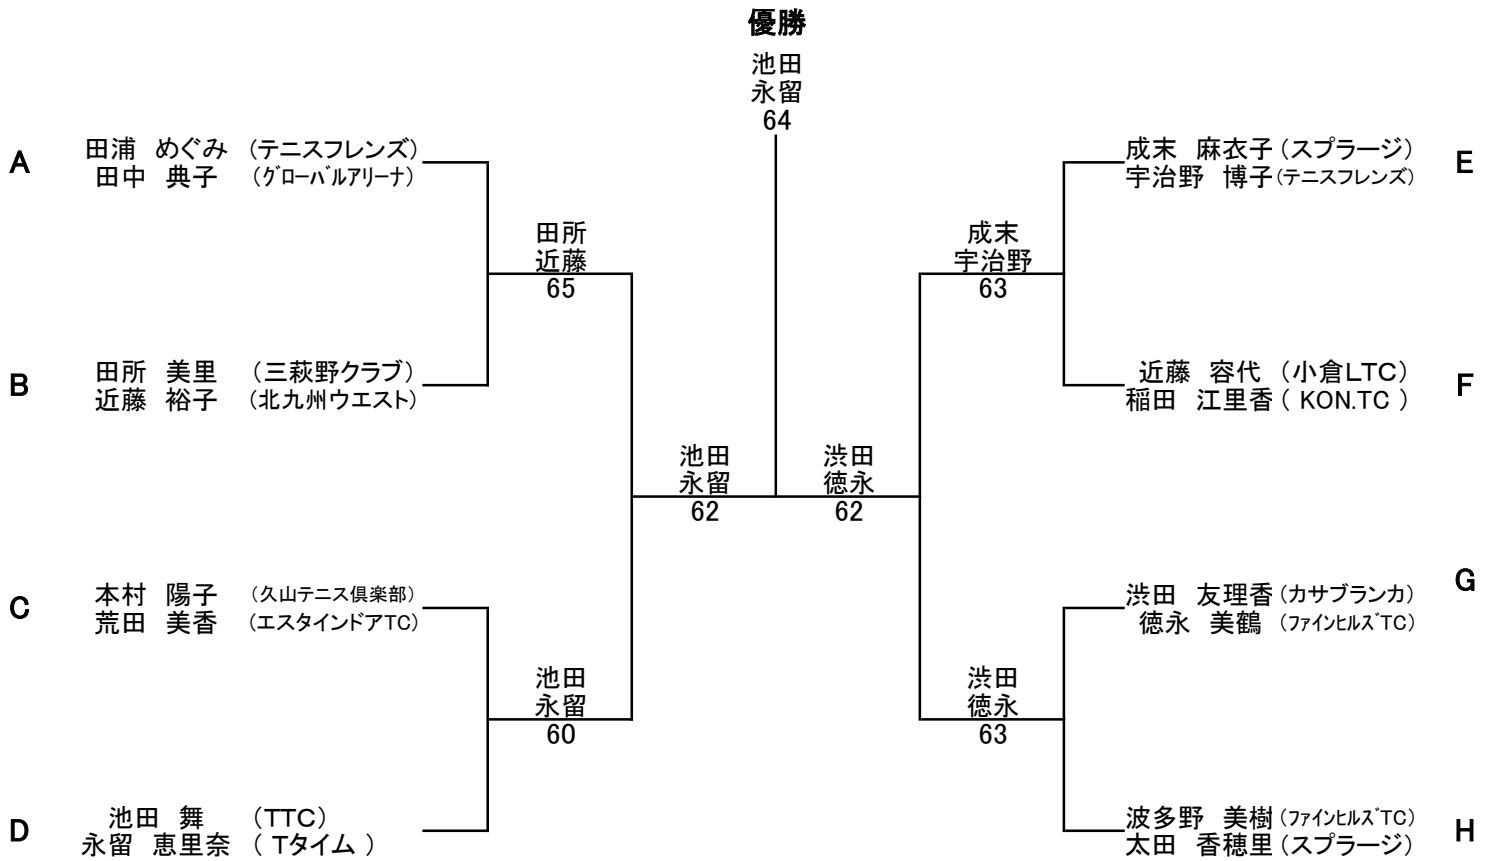 優勝
池田
永留
64
A
田浦　めぐみ （テニスフレンズ）
田中　典子 （ｸﾞﾛｰﾊﾞﾙアリーナ）
田所
近藤
65
B
田所　美里 （三萩野クラブ）
近藤　裕子 （北九州ウエスト）
池田
永留
62
C
本村　陽子 （久山テニス倶楽部）
荒田　美香 （エスタインドアTC）
池田
永留
60
D
池田　舞 （TTC）
永留　恵里奈 （ Tタイム ）
成末　麻衣子（スプラージ）
宇治野　博子（テニスフレンズ）
E
成末
宇治野
63
近藤　容代 （小倉LTC）
稲田　江里香（ KON.TC ）
F
渋田
徳永
62
渋田　友理香（カサブランカ）
徳永　美鶴 （ﾌｧｲﾝﾋﾙｽﾞTC）
G
渋田
徳永
63
波多野　美樹（ﾌｧｲﾝﾋﾙｽﾞTC）
太田　香穂里（スプラージ）
H